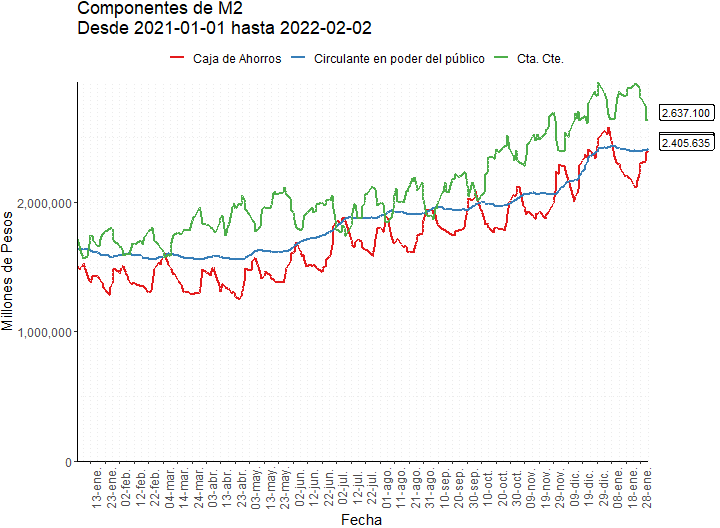 Componentes de M2
Desde 2021-01-01 hasta 2022-02-02
Caja de Ahorros Circulante en poder del público Cta. Cte.
2.637.100
2.405.635
2,000,000
1,000,000
0
Millones de Pesos
13-ene. 23-ene. 02-feb. 12-feb. 22-feb. 04-mar. 14-mar. 24-mar. 03-abr. 13-abr. 23-abr. 03-may. 13-may. 23-may. 02-jun. 12-jun. 22-jun. 02-jul. 12-jul. 22-jul. 01-ago. 11-ago. 21-ago. 31-ago. 10-sep. 20-sep. 30-sep. 10-oct. 20-oct. 30-oct. 09-nov. 19-nov. 29-nov. 09-dic. 19-dic. 29-dic. 08-ene. 18-ene. 28-ene.
Fecha